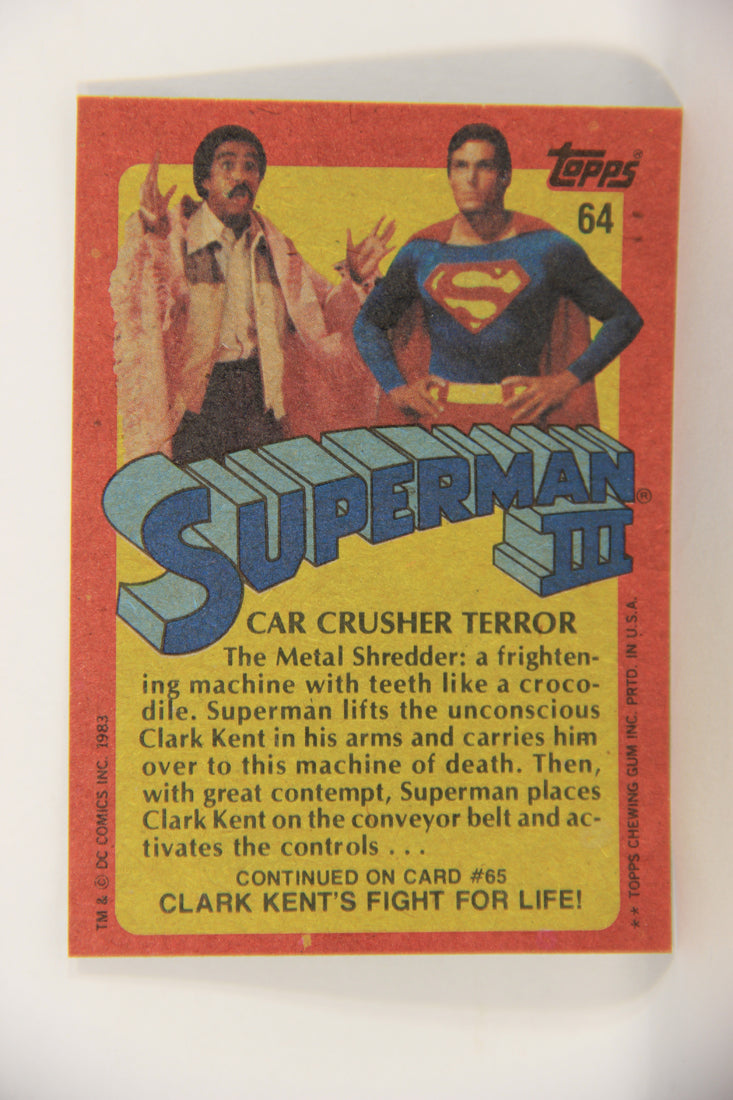 topps®
64
SUPERMAN®
III
CAR CRUSHER TERROR
The Metal Shredder: a frighten-
ing machine with teeth like a croco-
dile. Superman lifts the unconscious
Clark Kent in his arms and carries him
over to this machine of death. Then,
with great contempt, Superman places
Clark Kent on the conveyor belt and ac-
tivates the controls . . .
CONTINUED ON CARD #65
CLARK KENT'S FIGHT FOR LIFE!
TM & © DC COMICS INC. 1983
** TOPPS CHEWING GUM INC. PRTD. IN U.S.A.